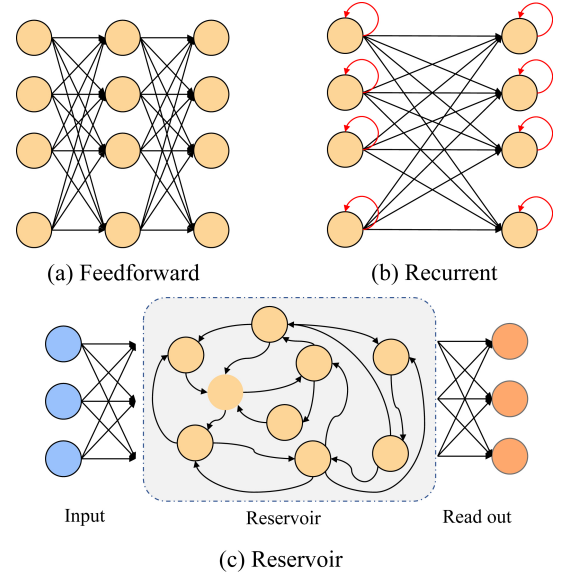 (a) Feedforward
(b) Recurrent
Input
Reservoir
Read out
(c) Reservoir